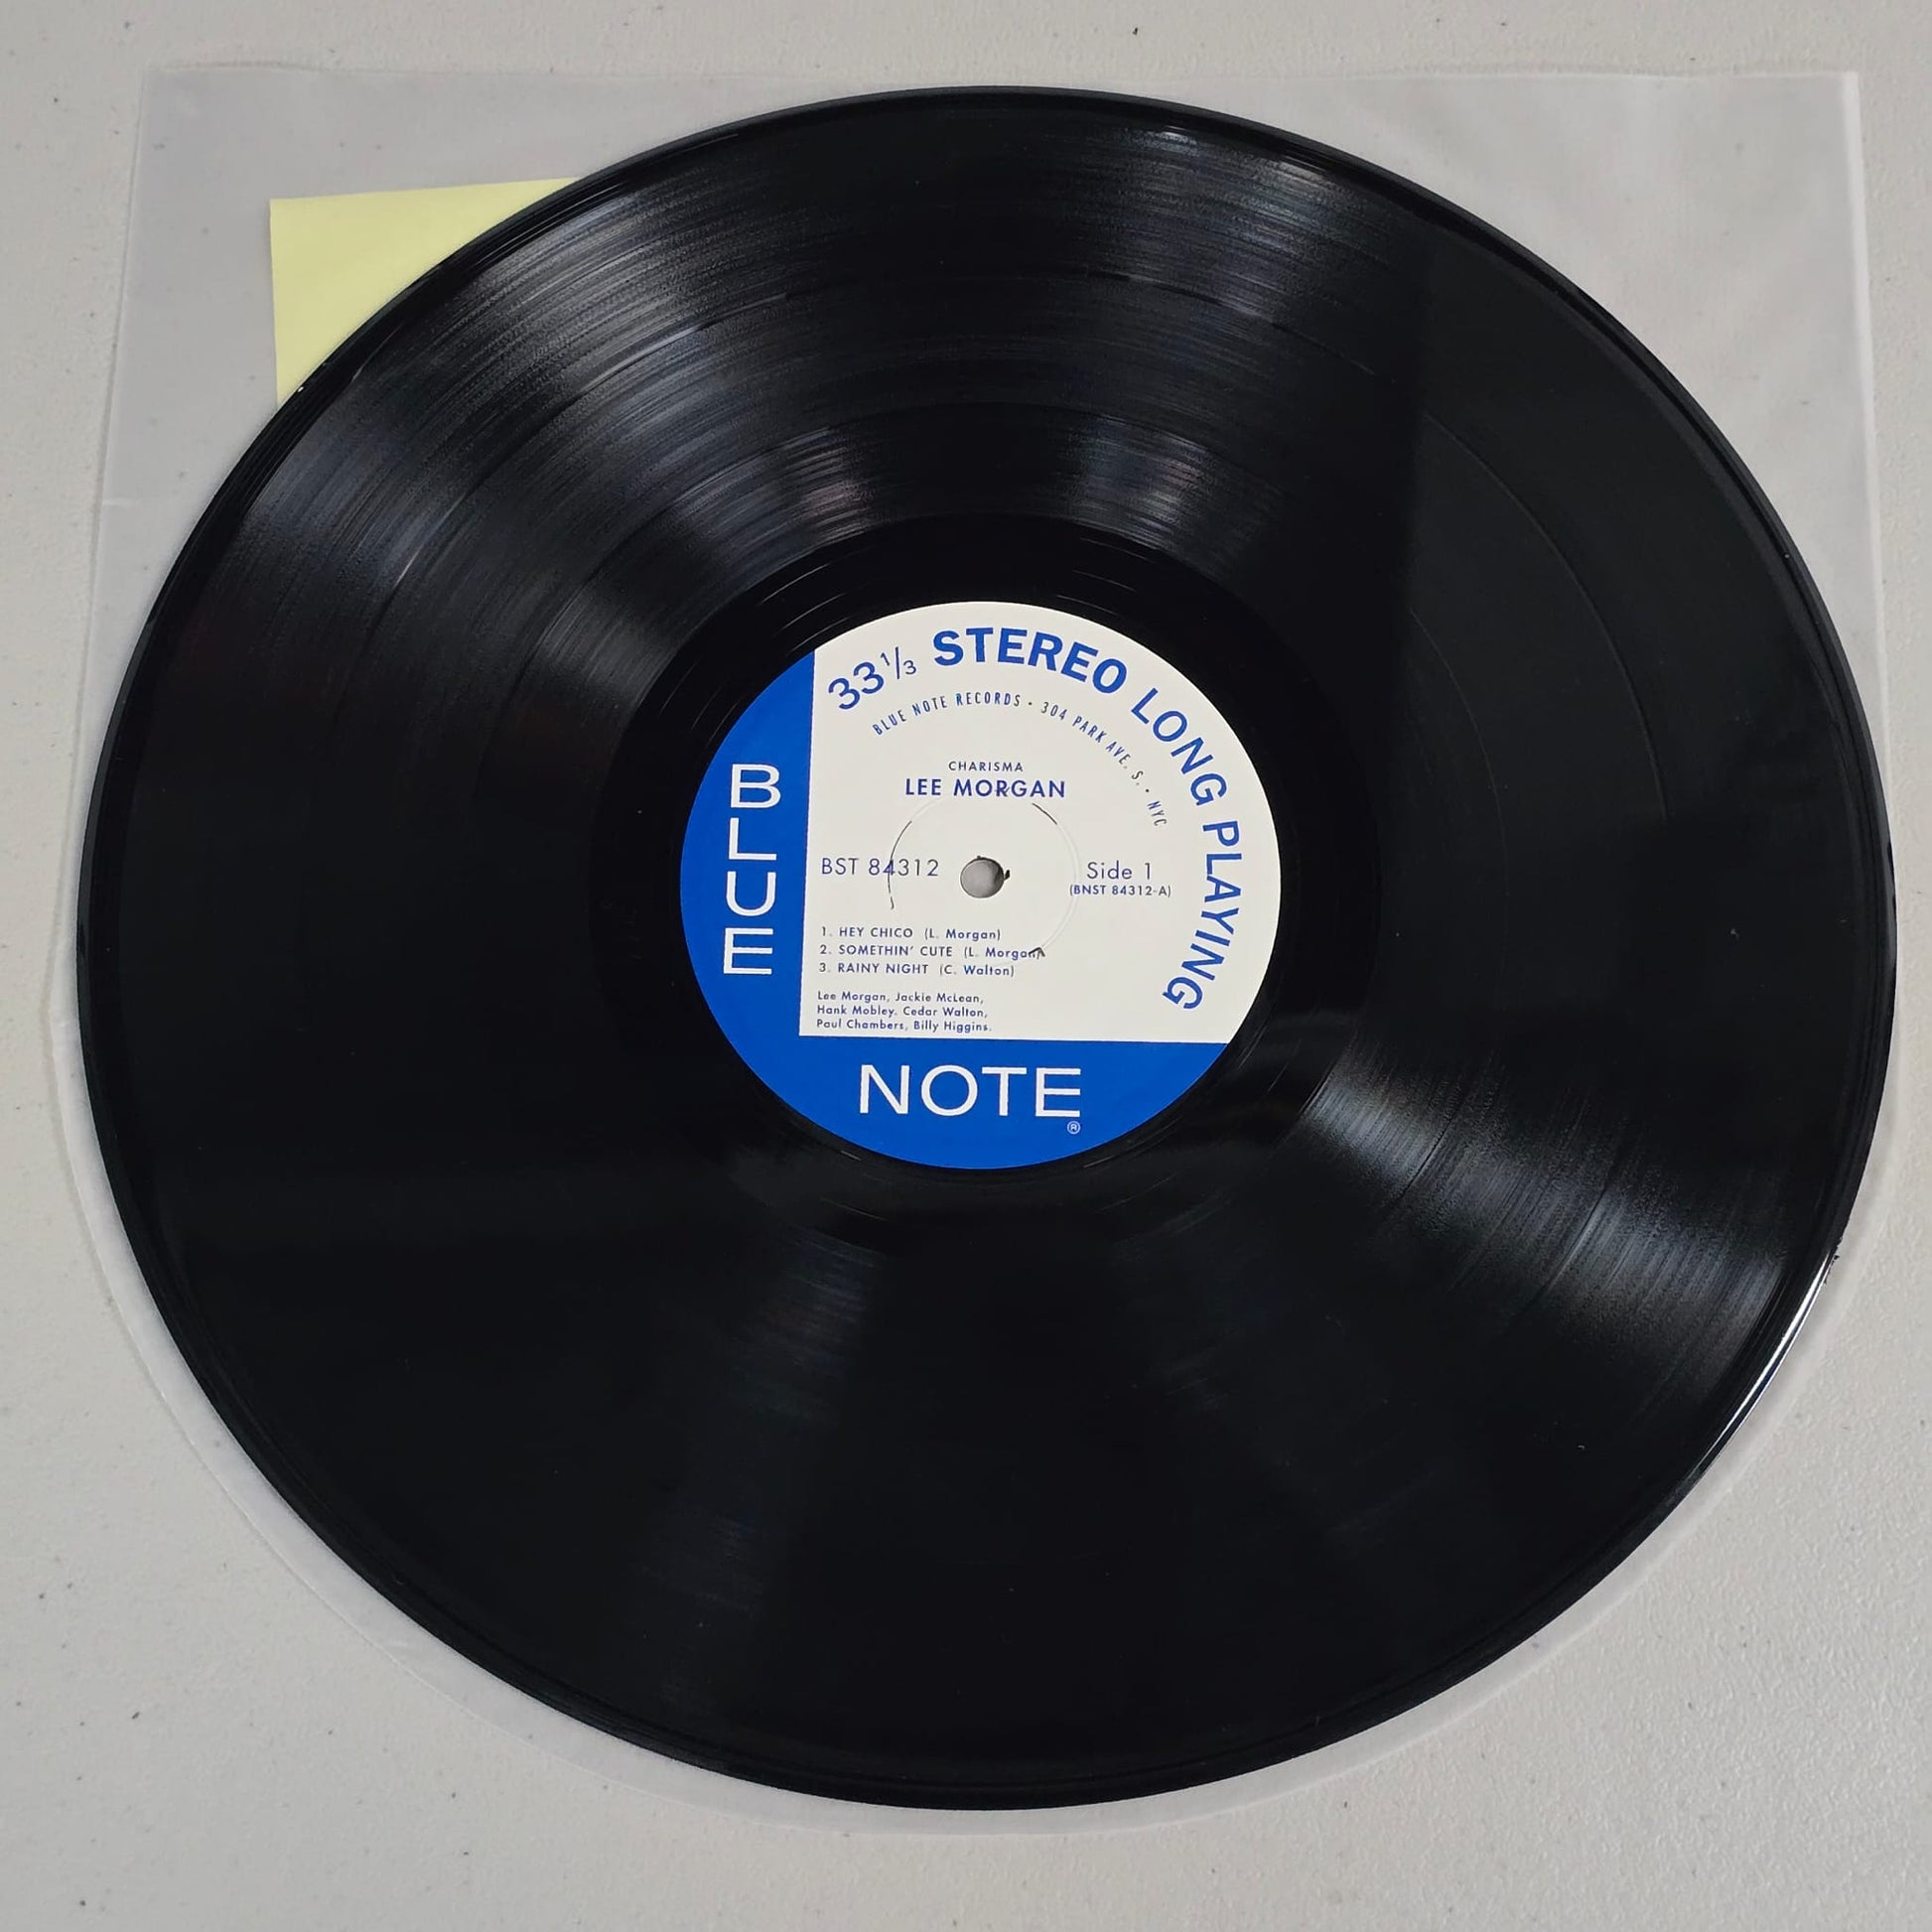 33⅓ STEREO LONG PLAYING
BLUE NOTE RECORDS • 304 PARK AVE. S. • NYC
CHARISMA
LEE MORGAN
BST 84312
Side 1
(BNST 84312-A)
1. HEY CHICO (L. Morgan)
2. SOMETHIN' CUTE (L. Morgan)
3. RAINY NIGHT (C. Walton)
Lee Morgan, Jackie McLean,
Hank Mobley. Cedar Walton,
Paul Chambers, Billy Higgins.
BLUE
NOTE
®